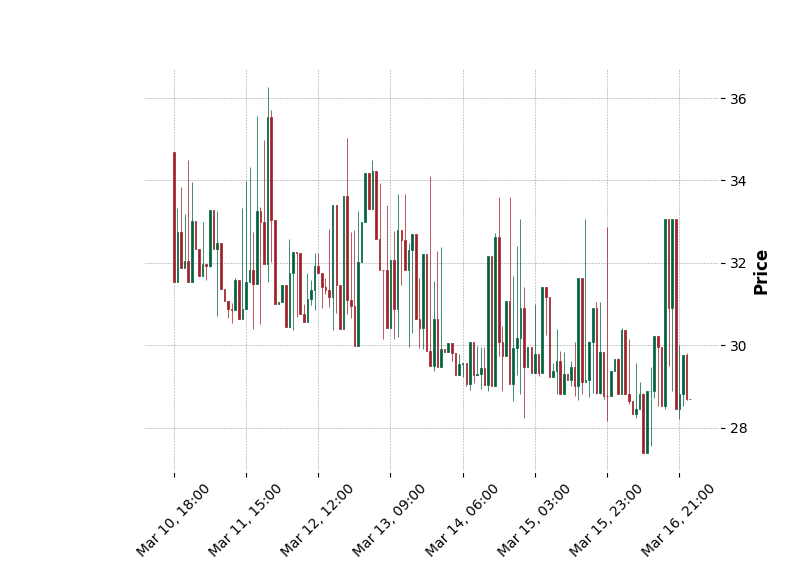 36
34
32
30
28
Price
Mar 10, 18:00
Mar 11, 15:00
Mar 12, 12:00
Mar 13, 09:00
Mar 14, 06:00
Mar 15, 03:00
Mar 15, 23:00
Mar 16, 21:00